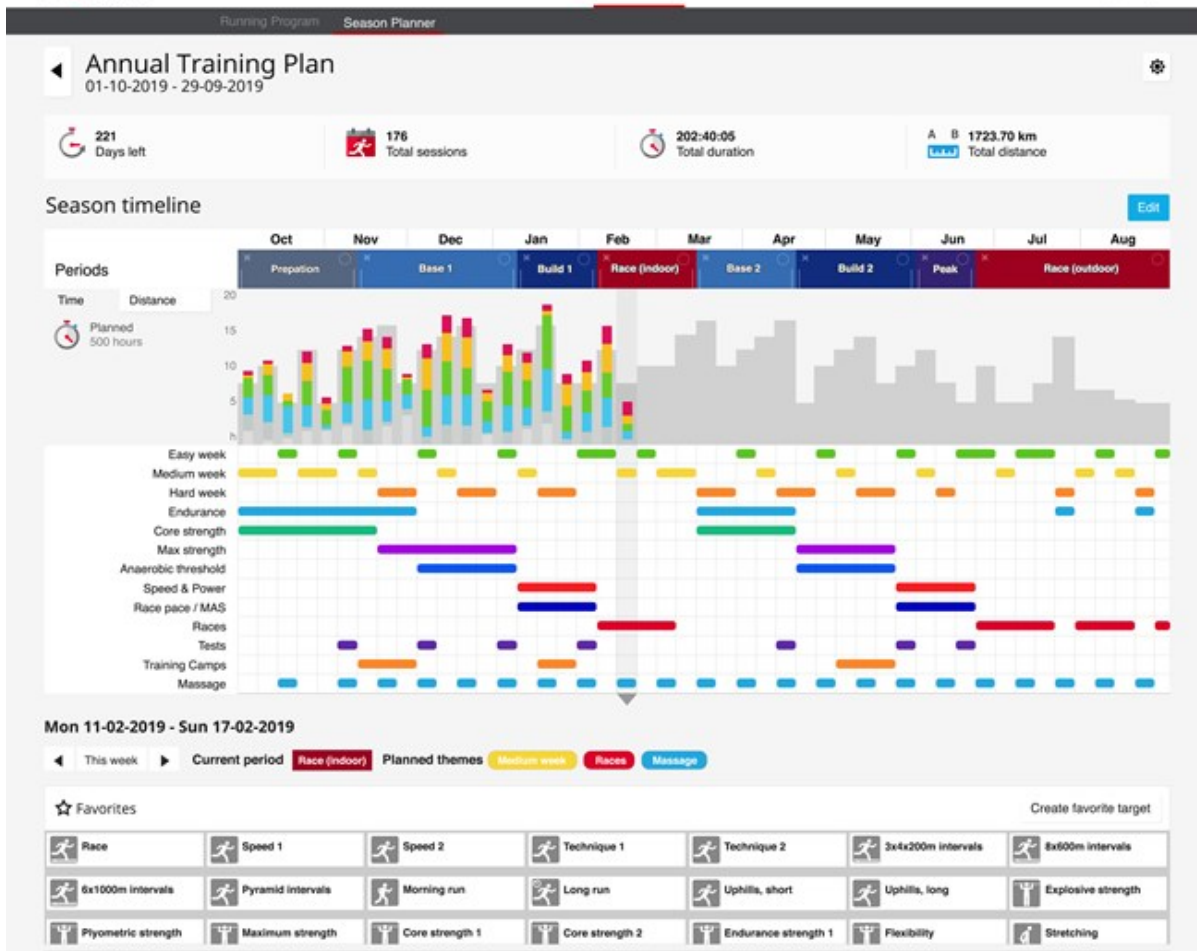 Running Program Season Planner
Annual Training Plan
01-10-2019 - 29-09-2019
221
Days left
176
Total sessions
202:40:05
Total duration
A B 1723.70 km
Total distance
Season timeline
Edit
Oct Nov Dec Jan Feb Mar Apr May Jun Jul Aug
Periods
Prepation Base 1 Build 1 Race (indoor) Base 2 Build 2 Peak Race (outdoor)
Time Distance
Planned
500 hours
20
15
10
5
h
Easy week
Medium week
Hard week
Endurance
Core strength
Max strength
Anaerobic threshold
Speed & Power
Race pace / MAS
Races
Tests
Training Camps
Massage
Mon 11-02-2019 - Sun 17-02-2019
This week Current period Race (indoor) Planned themes Medium week Races Massage
Favorites Create favorite target
Race Speed 1 Speed 2 Technique 1 Technique 2 3x4x200m intervals 8x600m intervals
6x1000m intervals Pyramid intervals Morning run Long run Uphills, short Uphills, long Explosive strength
Plyometric strength Maximum strength Core strength 1 Core strength 2 Endurance strength 1 Flexibility Stretching